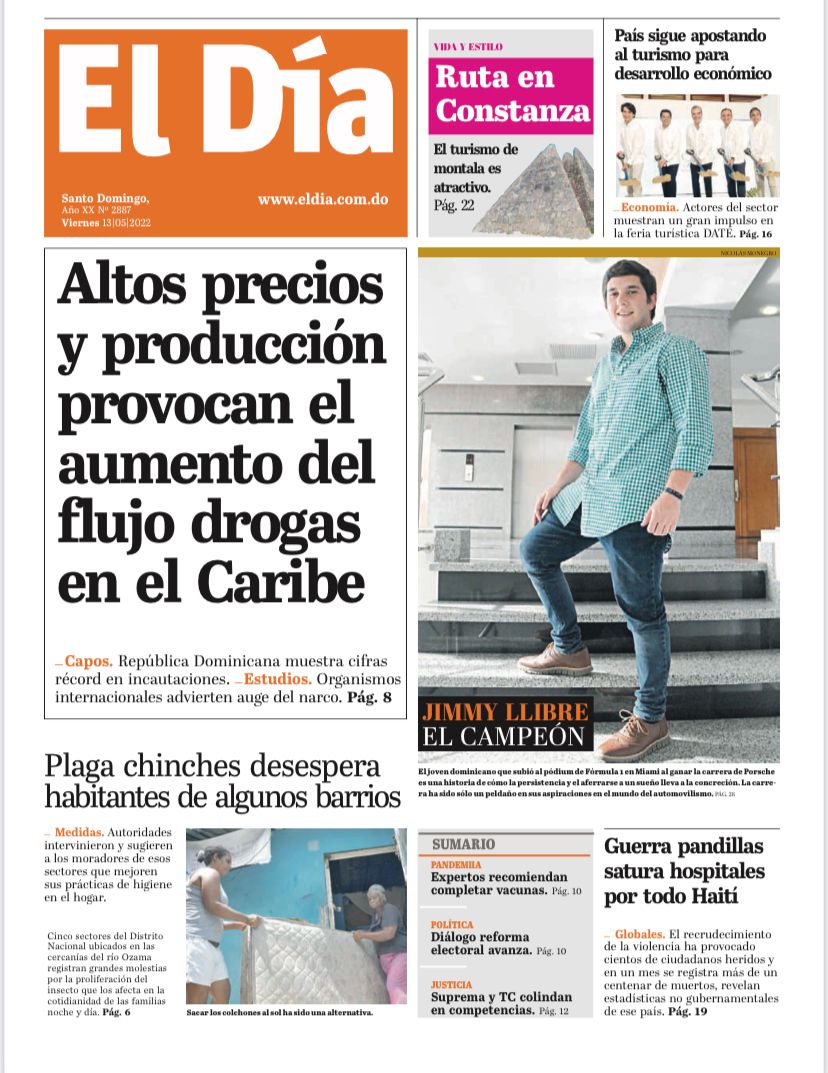 El Día
Santo Domingo,
Año XX Nº 2887
Viernes 13|05|2022
www.eldia.com.do
VIDA Y ESTILO
Ruta en
Constanza
El turismo de
montala es
atractivo.
Pág. 22
País sigue apostando
al turismo para
desarrollo económico
_Economía. Actores del sector
muestran un gran impulso en
la feria turística DATE. Pág. 16
Altos precios
y producción
provocan el
aumento del
flujo drogas
en el Caribe
_Capos. República Dominicana muestra cifras
récord en incautaciones. _Estudios. Organismos
internacionales advierten auge del narco. Pág. 8
NICOLÁS MONEGRO
JIMMY LLIBRE
EL CAMPEÓN
El joven dominicano que subió al pódium de Fórmula 1 en Miami al ganar la carrera de Porsche
es una historia de cómo la persistencia y el aferrarse a un sueño lleva a la concreción. La carre-
ra ha sido sólo un peldaño en sus aspiraciones en el mundo del automovilismo. PÁG. 28
Plaga chinches desespera
habitantes de algunos barrios
_ Medidas. Autoridades
intervinieron y sugieren
a los moradores de esos
sectores que mejoren
sus prácticas de higiene
en el hogar.
Cinco sectores del Distrito
Nacional ubicados en las
cercanías del río Ozama
registran grandes molestias
por la proliferación del
insecto que los afecta en la
cotidianidad de las familias
noche y día. Pág. 6
Sacar los colchones al sol ha sido una alternativa.
SUMARIO
PANDEMIIA
Expertos recomiendan
completar vacunas. Pág. 10
POLÍTICA
Diálogo reforma
electoral avanza. Pág. 10
JUSTICIA
Suprema y TC colindan
en competencias. Pág. 12
Guerra pandillas
satura hospitales
por todo Haití
_ Globales. El recrudecimiento
de la violencia ha provocado
cientos de ciudadanos heridos y
en un mes se registra más de un
centenar de muertos, revelan
estadísticas no gubernamentales
de ese país. Pág. 19